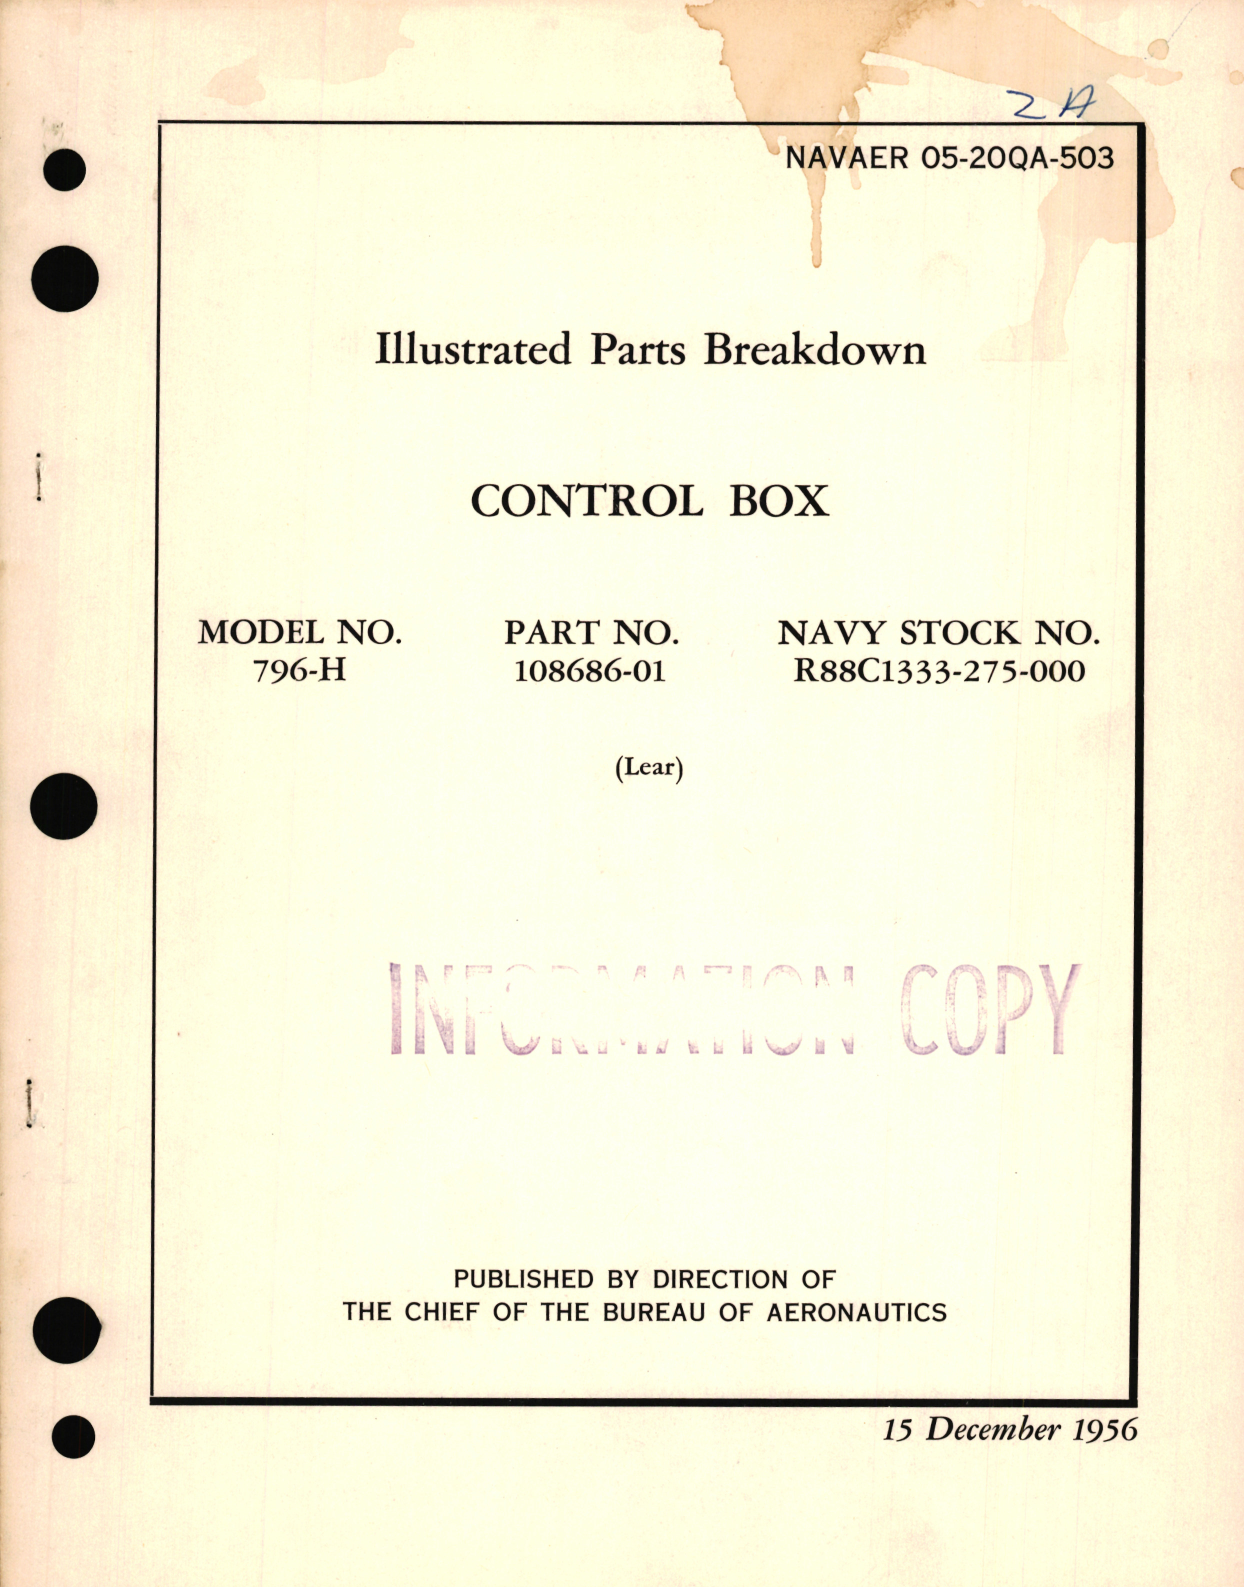 2A
NAVAER 05-20QA-503
Illustrated Parts Breakdown
CONTROL BOX
MODEL NO. PART NO. NAVY STOCK NO.
796-H 108686-01 R88C1333-275-000
(Lear)
INFORMATION COPY
PUBLISHED BY DIRECTION OF
THE CHIEF OF THE BUREAU OF AERONAUTICS
15 December 1956